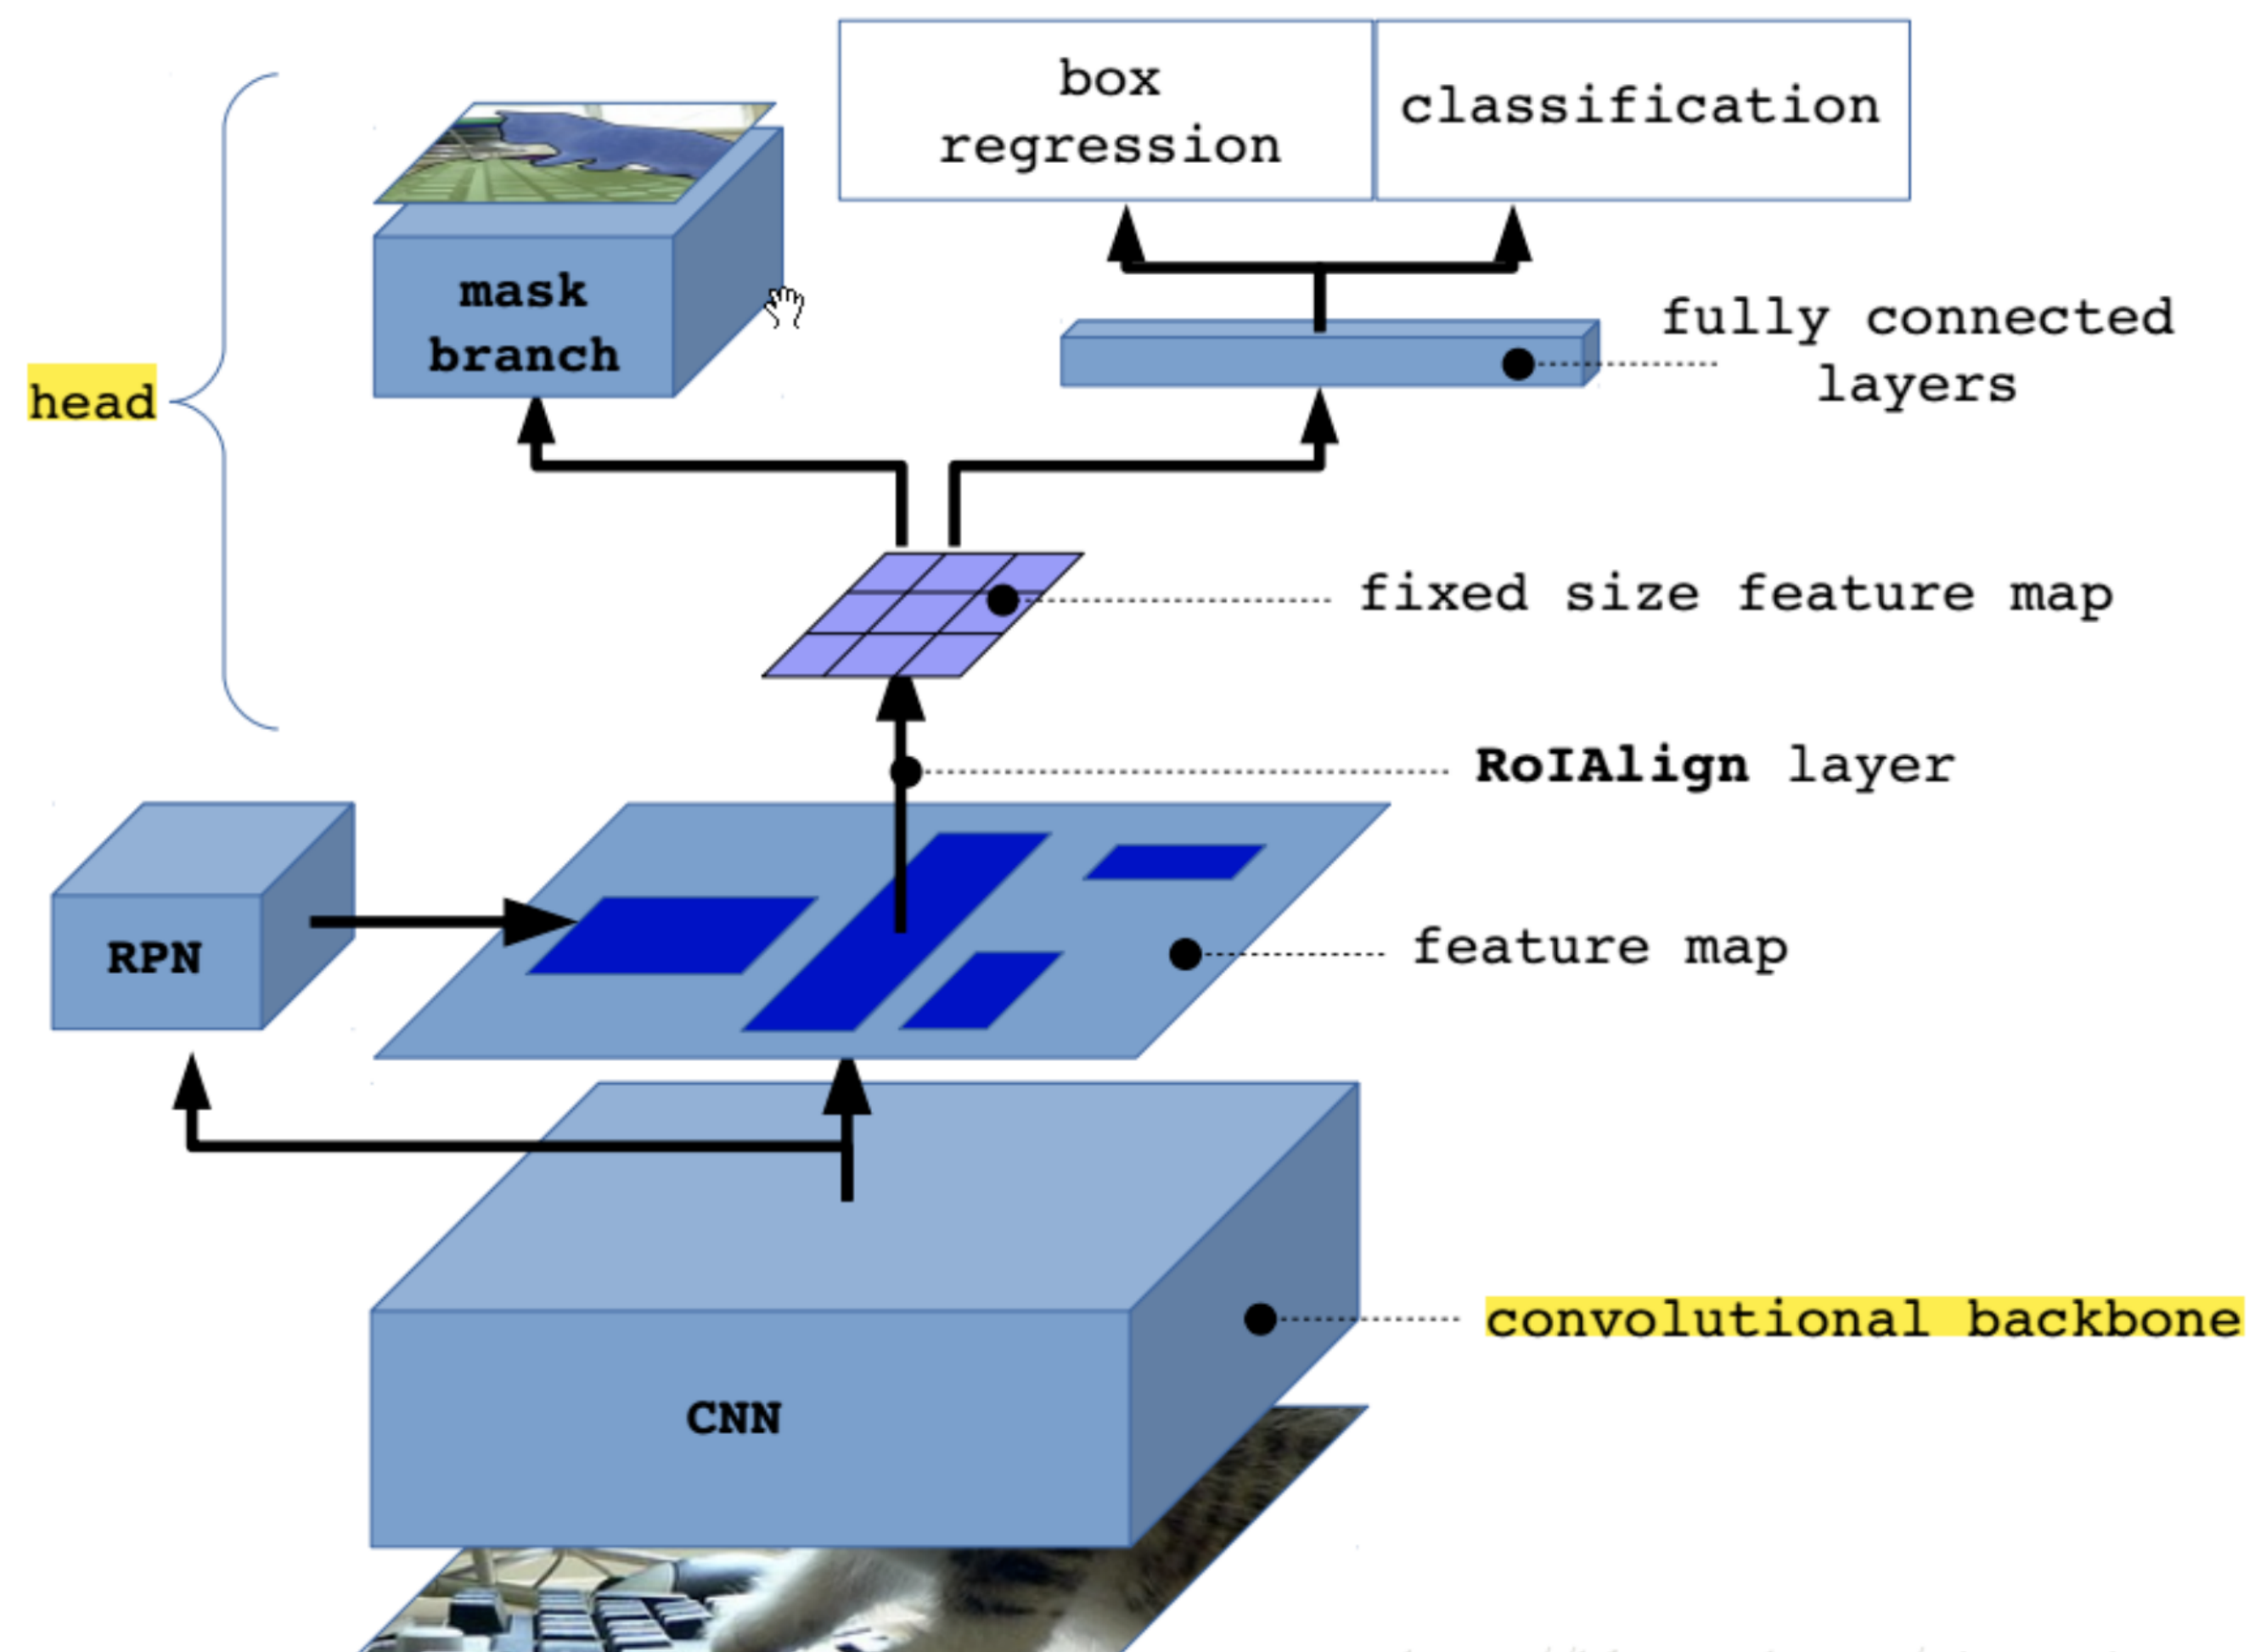 box
regression
classification
mask
branch
fully connected
layers
head
fixed size feature map
RoIAlign layer
RPN
feature map
convolutional backbone
CNN